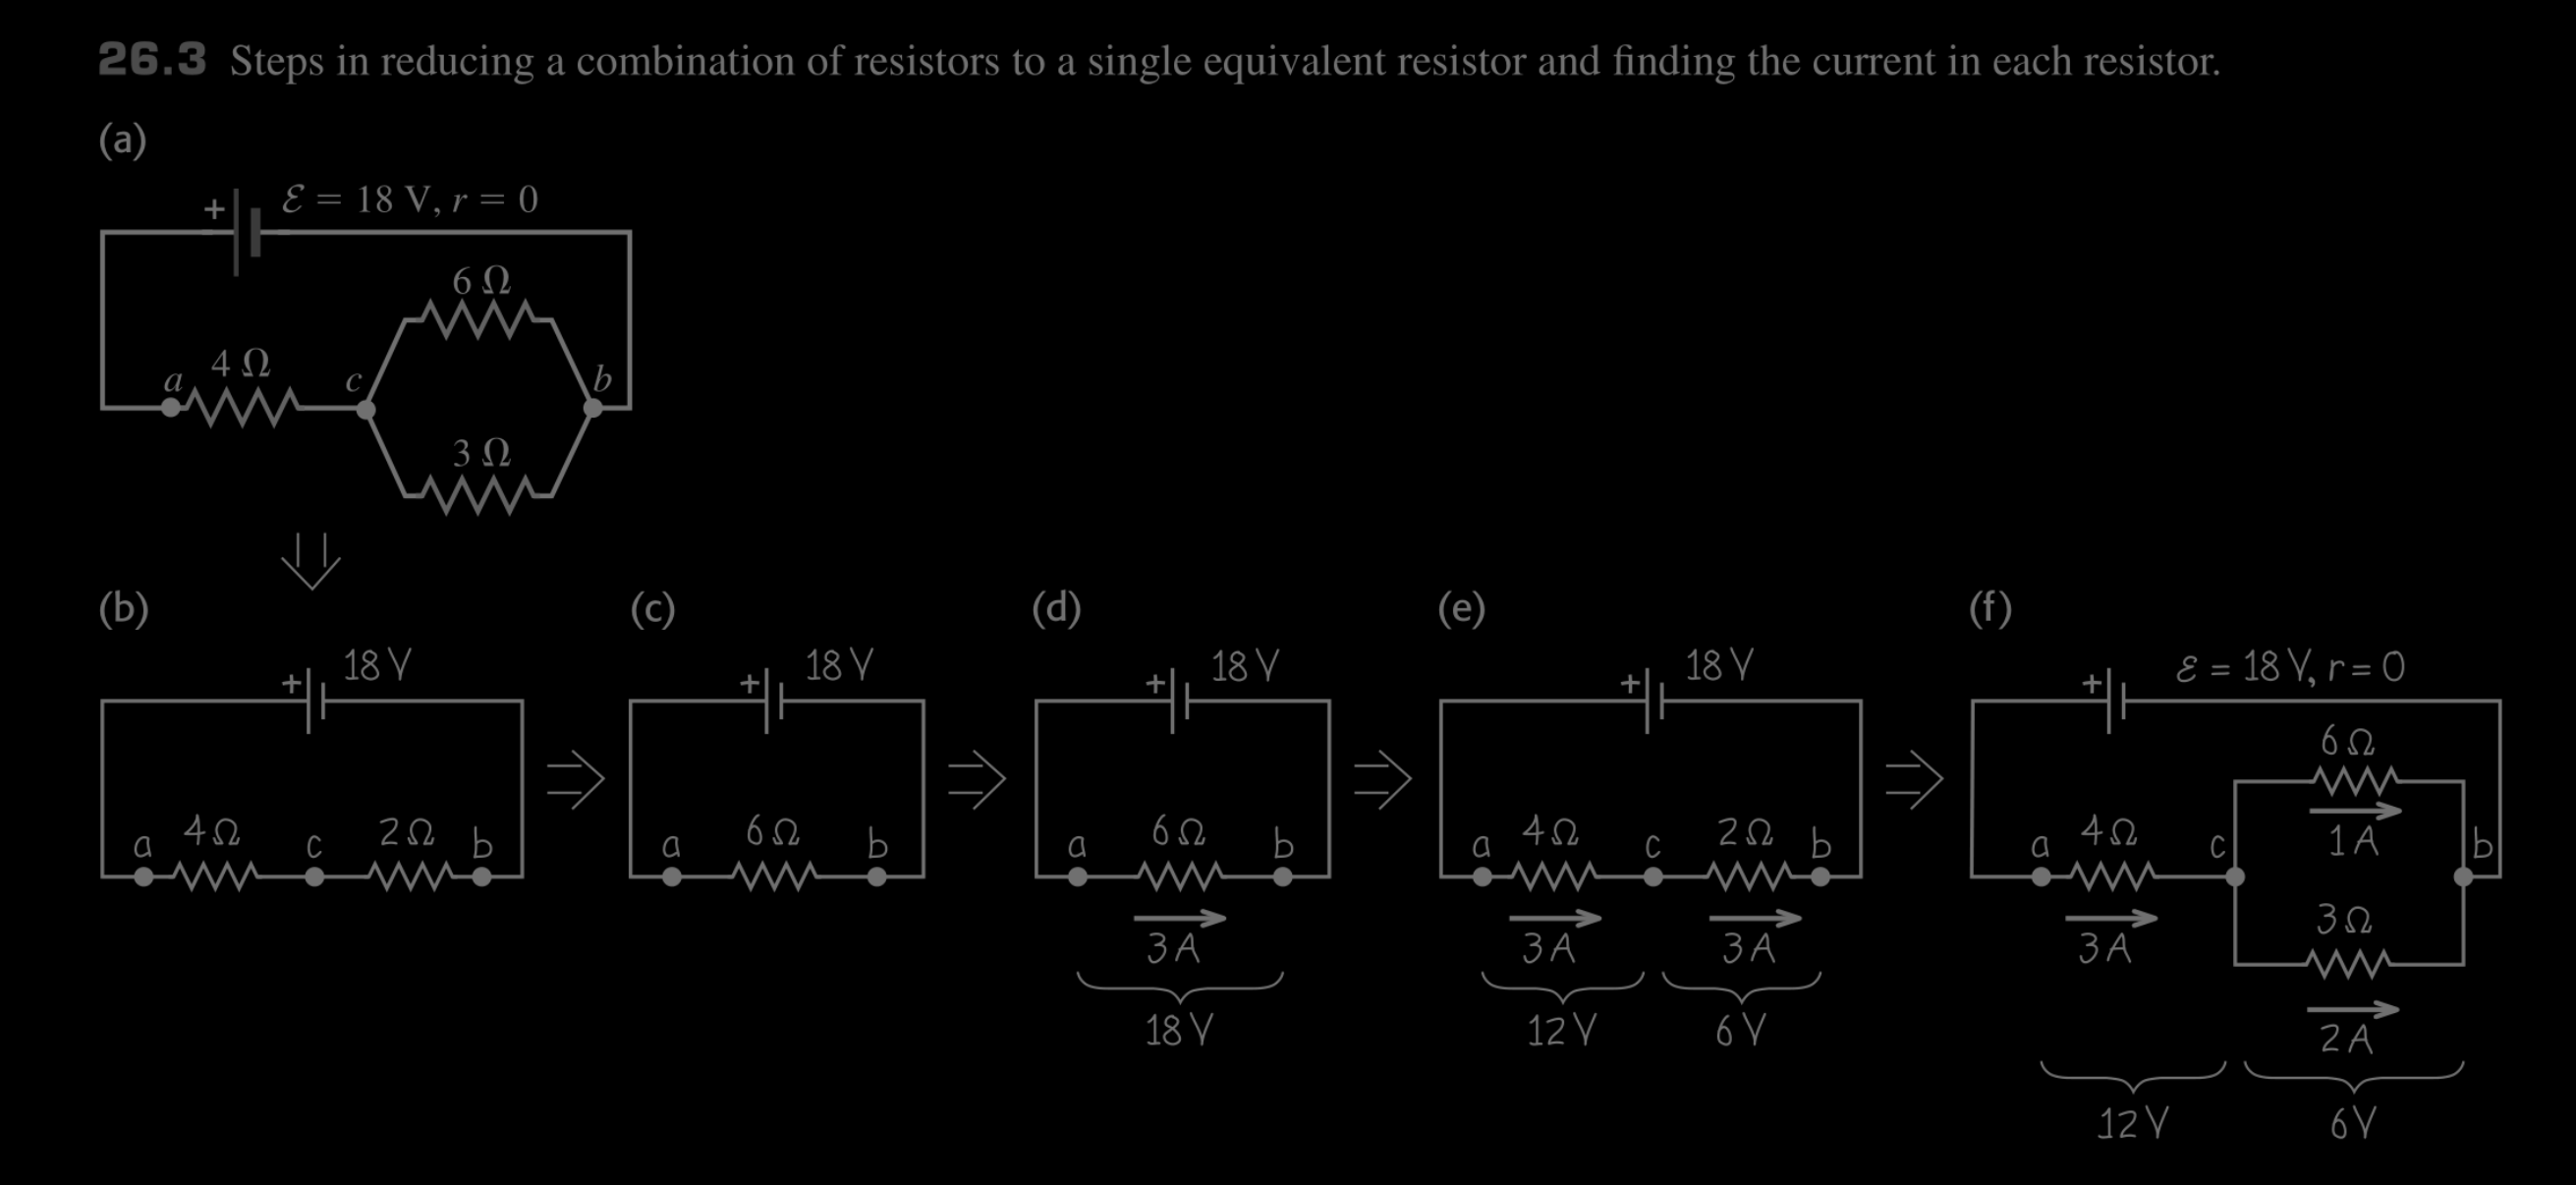 26.3 Steps in reducing a combination of resistors to a single equivalent resistor and finding the current in each resistor.
(a)
+ ℰ = 18 V, r = 0
6 Ω
a 4 Ω c b
3 Ω
(b) (c) (d) (e) (f)
+ 18 V
a 4 Ω c 2 Ω b
+ 18 V
a 6 Ω b
+ 18 V
a 6 Ω b
3 A
18 V
+ 18 V
a 4 Ω c 2 Ω b
3 A 3 A
12 V 6 V
+ ℰ = 18 V, r = 0
6 Ω
1 A
a 4 Ω c b
3 A
3 Ω
2 A
12 V 6 V